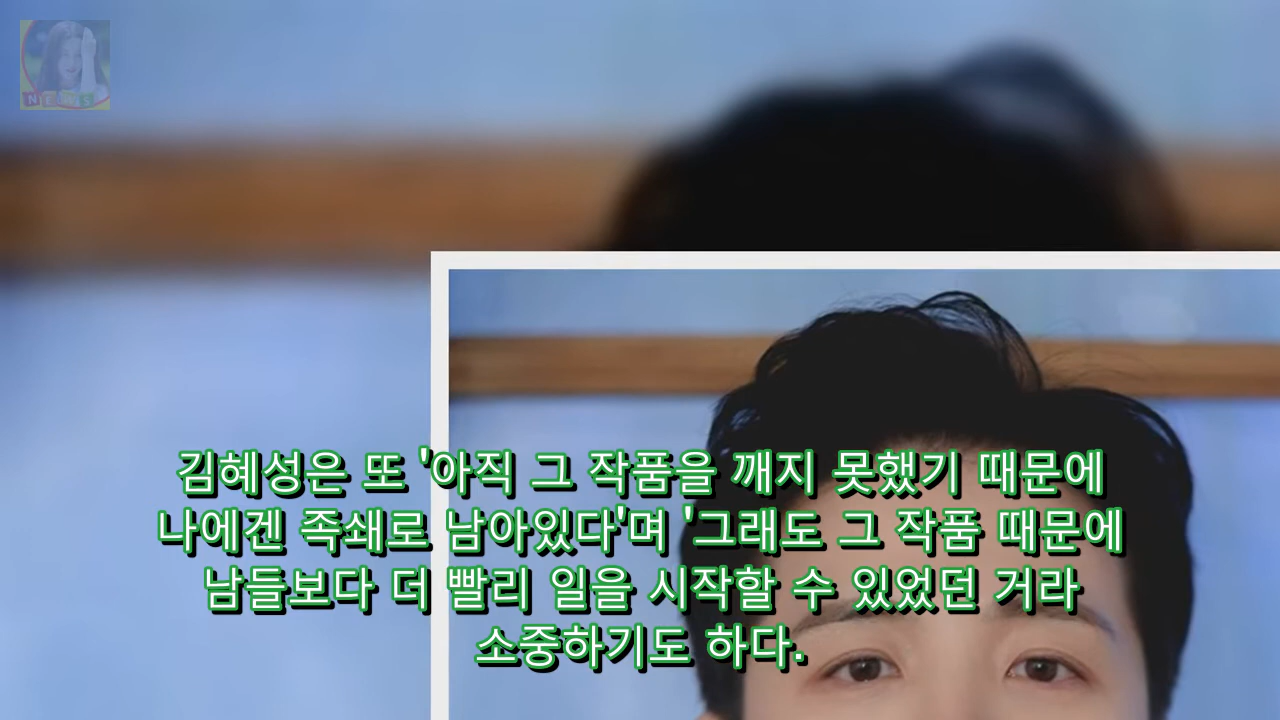 NEWS
김혜성은 또 '아직 그 작품을 깨지 못했기 때문에
나에겐 족쇄로 남아있다'며 '그래도 그 작품 때문에
남들보다 더 빨리 일을 시작할 수 있었던 거라
소중하기도 하다.